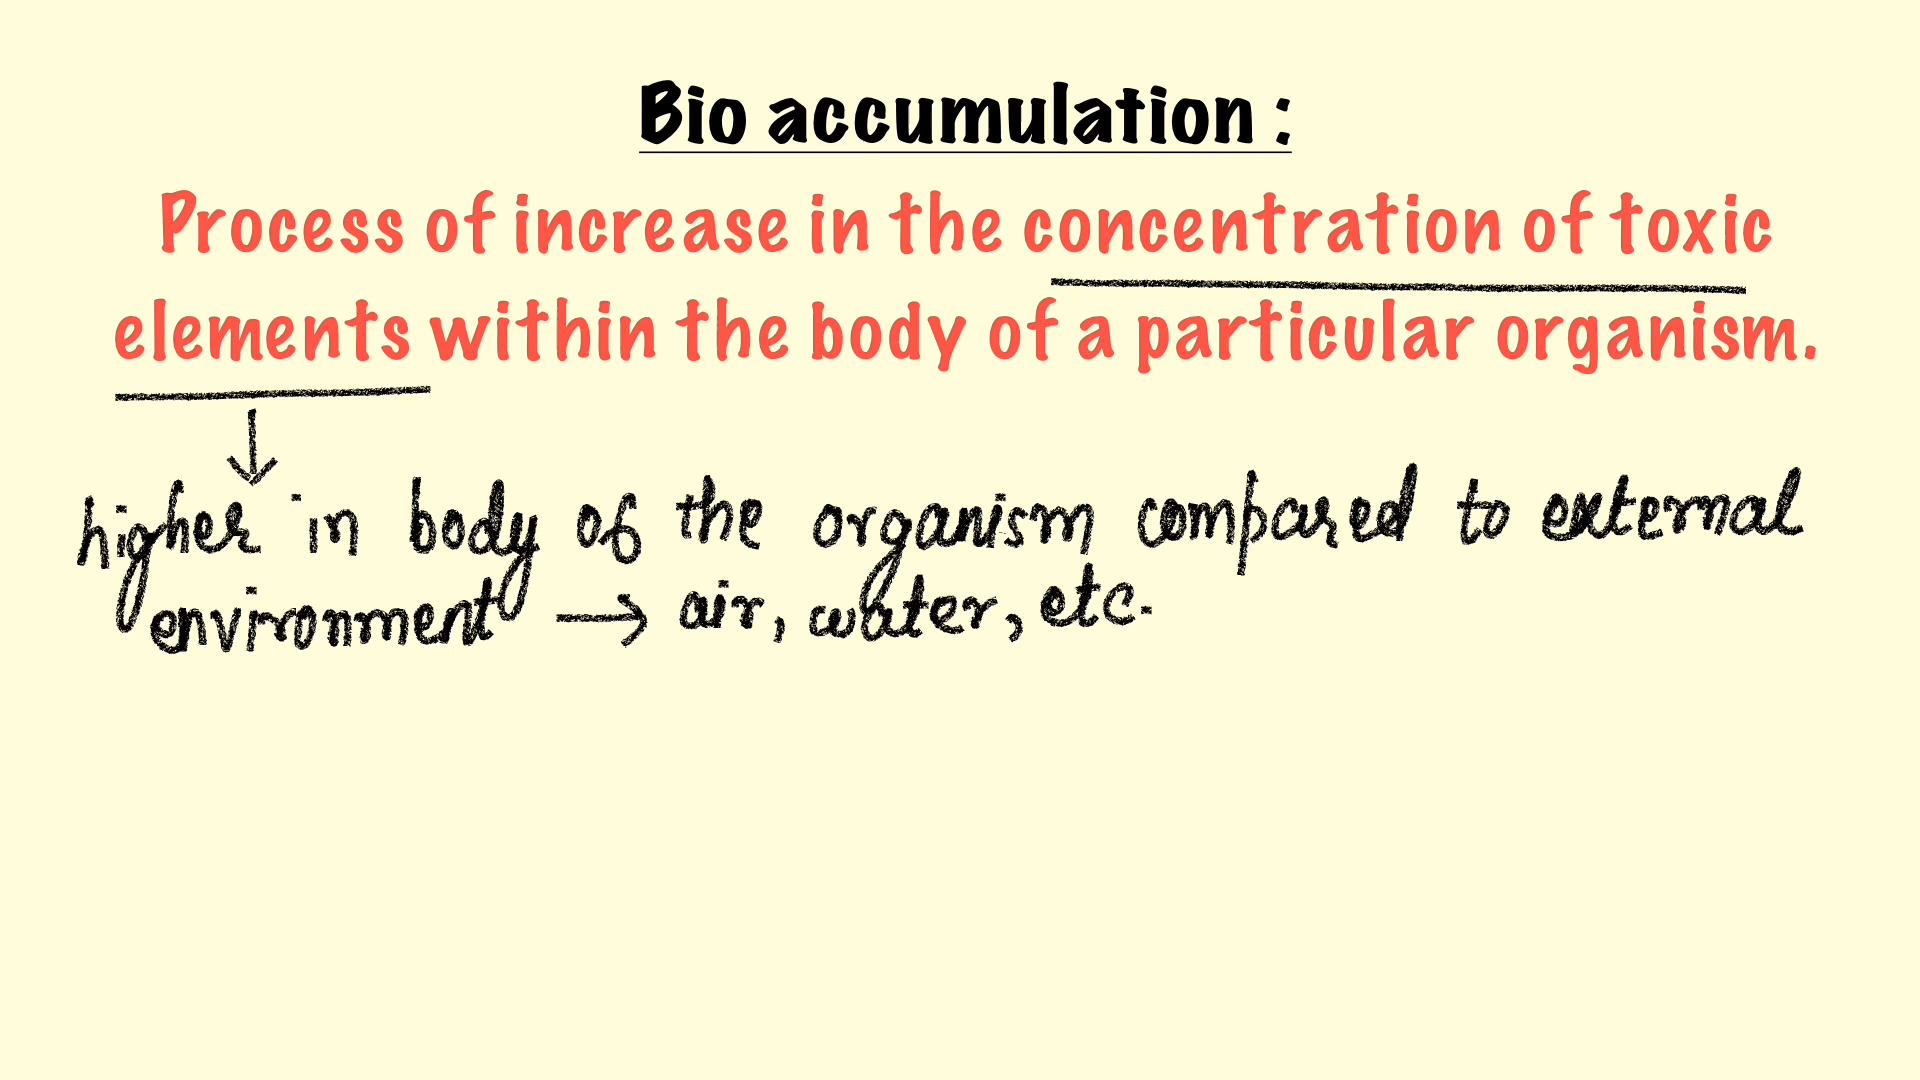 Bio accumulation :
Process of increase in the concentration of toxic
elements within the body of a particular organism.
higher in body of the organism compared to external
environment → air, water, etc.